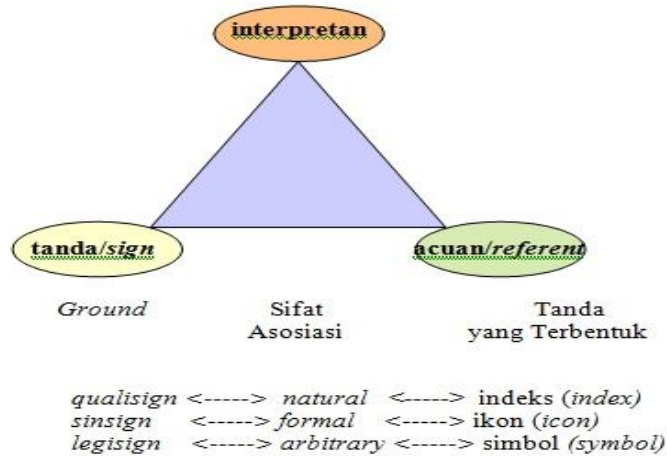 interpretan
tanda/sign acuan/referent
Ground Sifat Tanda
Asosiasi yang Terbentuk
qualisign <-----> natural <-----> indeks (index)
sinsign <-----> formal <-----> ikon (icon)
legisign <-----> arbitrary <-----> simbol (symbol)